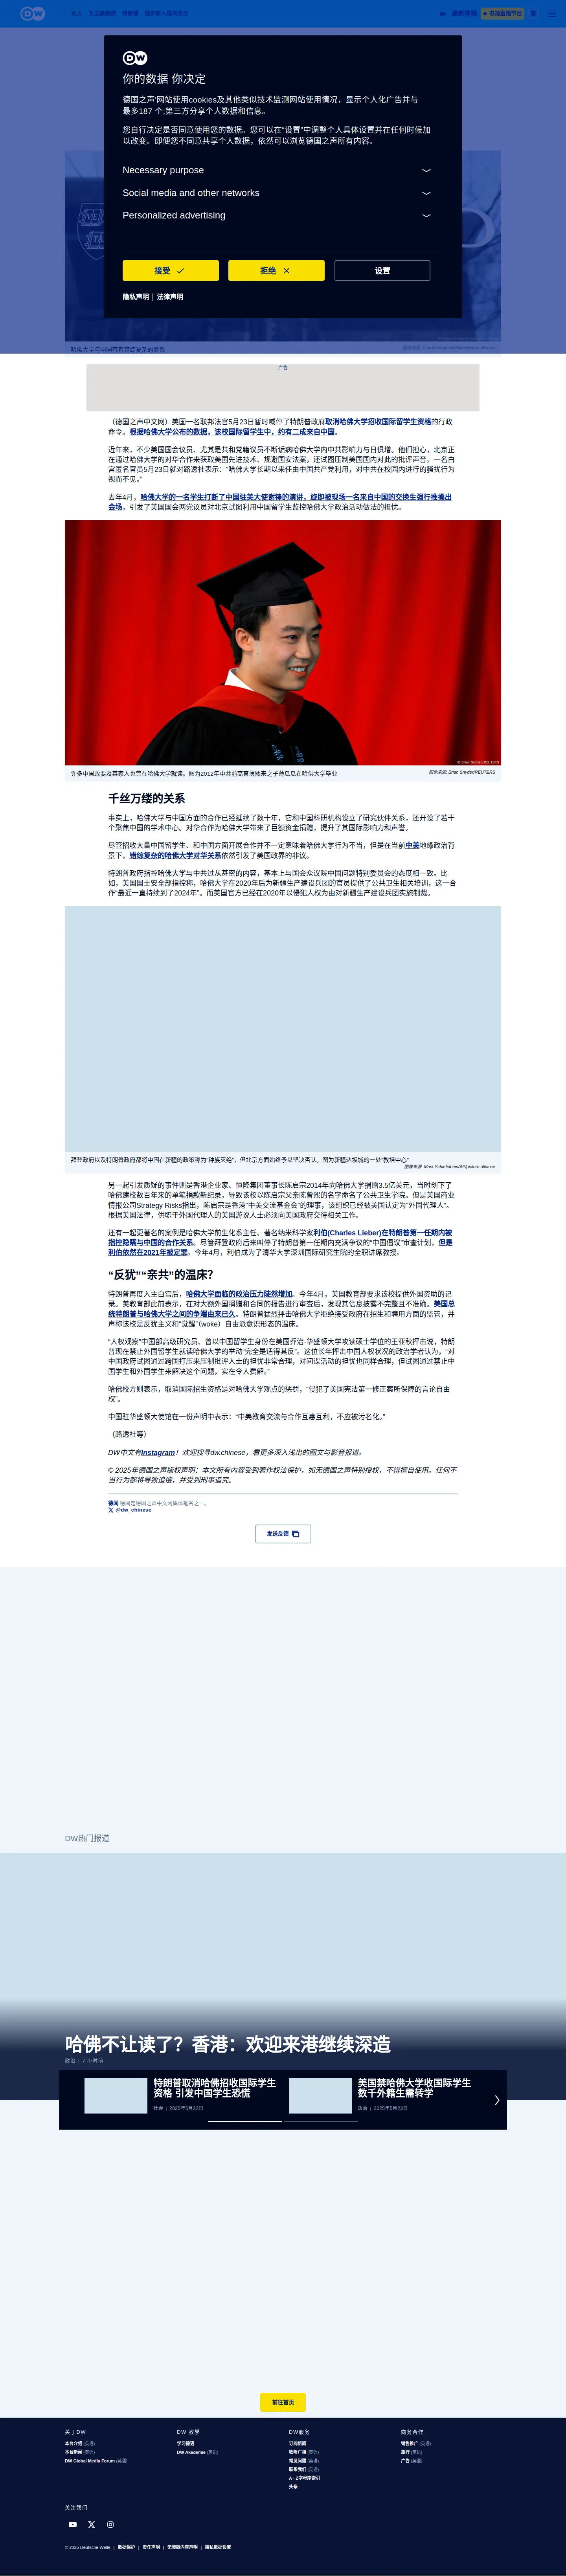 DW
最新视频
电视直播节目
你的数据 你决定
德国之声'网站使用cookies及其他类似技术监测网站使用情况，显示个人化广告并与
最多187 个;第三方分享个人数据和信息。
您自行决定是否同意使用您的数据。您可以在“设置”中调整个人具体设置并在任何时候加
以改变。即便您不同意共享个人数据，依然可以浏览德国之声所有内容。
Necessary purpose
Social media and other networks
Personalized advertising
接受
拒绝
设置
隐私声明 | 法律声明
哈佛大学与中国有着错综复杂的联系
广告
（德国之声中文网）美国一名联邦法官5月23日暂时喊停了特朗普政府取消哈佛大学招收国际留学生资格的行政
命令。根据哈佛大学公布的数据，该校国际留学生中，约有二成来自中国。
近年来，不少美国国会议员、尤其是共和党籍议员不断诟病哈佛大学内中共影响力与日俱增。他们担心，北京正
在通过哈佛大学的对华合作来获取美国先进技术、规避国安法案，还试图压制美国国内对此的批评声音。一名白
宫匿名官员5月23日就对路透社表示：“哈佛大学长期以来任由中国共产党利用，对中共在校园内进行的骚扰行为
视而不见。”
去年4月，哈佛大学的一名学生打断了中国驻美大使谢锋的演讲，旋即被现场一名来自中国的交换生强行推搡出
会场，引发了美国国会两党议员对北京试图利用中国留学生监控哈佛大学政治活动做法的担忧。
© Brian Snyder/REUTERS
许多中国政要及其家人也曾在哈佛大学就读。图为2012年中共前高官薄熙来之子薄瓜瓜在哈佛大学毕业
图像来源: Brian Snyder/REUTERS
千丝万缕的关系
事实上，哈佛大学与中国方面的合作已经延续了数十年，它和中国科研机构设立了研究伙伴关系，还开设了若干
个聚焦中国的学术中心。对华合作为哈佛大学带来了巨额资金捐赠，提升了其国际影响力和声誉。
尽管招收大量中国留学生、和中国方面开展合作并不一定意味着哈佛大学行为不当，但是在当前中美地缘政治背
景下，错综复杂的哈佛大学对华关系依然引发了美国政界的非议。
特朗普政府指控哈佛大学与中共过从甚密的内容，基本上与国会众议院中国问题特别委员会的态度相一致。比
如，美国国土安全部指控称，哈佛大学在2020年后为新疆生产建设兵团的官员提供了公共卫生相关培训，这一合
作“最近一直持续到了2024年”。而美国官方已经在2020年以侵犯人权为由对新疆生产建设兵团实施制裁。
拜登政府以及特朗普政府都将中国在新疆的政策称为“种族灭绝”，但北京方面始终予以坚决否认。图为新疆达坂城的一处“教培中心”
图像来源: Mark Schiefelbein/AP/picture alliance
另一起引发质疑的事件则是香港企业家、恒隆集团董事长陈启宗2014年向哈佛捐赠3.5亿美元，当时创下了
哈佛建校数百年来的单笔捐款新纪录，导致该校以陈启宗父亲陈曾熙的名字命名了公共卫生学院。但是美国商业
情报公司Strategy Risks指出，陈启宗是香港“中美交流基金会”的理事，该组织已经被美国认定为“外国代理人”。
根据美国法律，供职于外国代理人的美国游说人士必须向美国政府交待相关工作。
还有一起更著名的案例是哈佛大学前生化系主任、著名纳米科学家利伯(Charles Lieber)在特朗普第一任期内被
指控隐瞒与中国的合作关系。尽管拜登政府后来叫停了特朗普第一任期内充满争议的“中国倡议”审查计划，但是
利伯依然在2021年被定罪。今年4月，利伯成为了清华大学深圳国际研究生院的全职讲席教授。
“反犹”“亲共”的温床？
特朗普再度入主白宫后，哈佛大学面临的政治压力陡然增加。今年4月，美国教育部要求该校提供外国资助的记
录。美教育部此前表示，在对大额外国捐赠和合同的报告进行审查后，发现其信息披露不完整且不准确。美国总
统特朗普与哈佛大学之间的争端由来已久。特朗普猛烈抨击哈佛大学拒绝接受政府在招生和聘用方面的监管，并
声称该校是反犹主义和“觉醒”（woke）自由派意识形态的温床。
“人权观察”中国部高级研究员、曾以中国留学生身份在美国乔治·华盛顿大学攻读硕士学位的王亚秋抨击说，特朗
普现在禁止外国留学生就读哈佛大学的举动“完全是适得其反”。这位长年抨击中国人权状况的政治学者认为，“对
中国政府试图通过跨国打压来压制批评人士的担忧非常合理，对间谍活动的担忧也同样合理，但试图通过禁止中
国学生和外国学生来解决这个问题，实在令人费解。”
哈佛校方则表示，取消国际招生资格是对哈佛大学观点的惩罚，“侵犯了美国宪法第一修正案所保障的言论自由
权”。
中国驻华盛顿大使馆在一份声明中表示：“中美教育交流与合作互惠互利，不应被污名化。”
（路透社等）
DW中文有Instagram！欢迎搜寻dw.chinese，看更多深入浅出的图文与影音报道。
© 2025年德国之声版权声明：本文所有内容受到著作权法保护，如无德国之声特别授权，不得擅自使用。任何不
当行为都将导致追偿，并受到刑事追究。
德闻 德闻是德国之声中文网集体笔名之一。
@dw_chinese
发送反馈
DW热门报道
哈佛不让读了？香港：欢迎来港继续深造
政治 | 7 小时前
特朗普取消哈佛招收国际学生
资格 引发中国学生恐慌
社会 | 2025年5月23日
美国禁哈佛大学收国际学生
数千外籍生需转学
政治 | 2025年5月23日
前往首页
关于DW
本台介绍 (英语)
本台新闻 (英语)
DW Global Media Forum (英语)
DW 教学
学习德语
DW Akademie (英语)
DW服务
订阅新闻
收听广播 (英语)
常见问题 (英语)
联系我们 (英语)
A - Z字母序索引
头条
商务合作
销售推广 (英语)
旅行 (英语)
广告 (英语)
关注我们
© 2025 Deutsche Welle | 数据保护 | 责任声明 | 无障碍内容声明 | 隐私数据设置